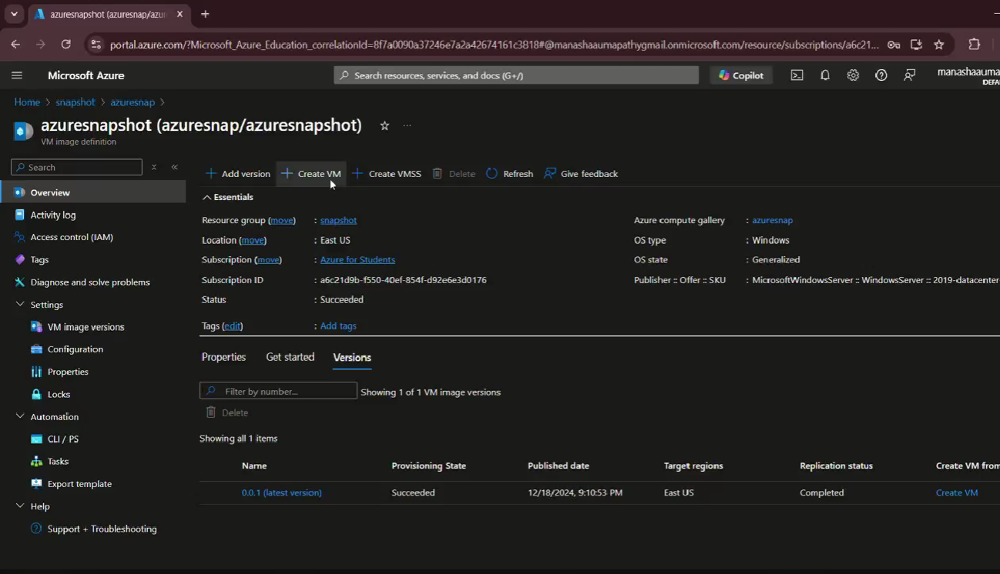 azuresnapshot (azuresnap/azur
portal.azure.com/?Microsoft_Azure_Education_correlationId=8f7a0090a37246e7a2a42674161c3818#@manashaaumapathygmail.onmicrosoft.com/resource/subscriptions/a6c21...
Microsoft Azure
Search resources, services, and docs (G+/)
Copilot
manashaauma
DEFA
Home > snapshot > azuresnap >
azuresnapshot (azuresnap/azuresnapshot)
VM image definition
Search
Add version
Create VM
Create VMSS
Delete
Refresh
Give feedback
Overview
Activity log
Access control (IAM)
Tags
Diagnose and solve problems
Settings
VM image versions
Configuration
Properties
Locks
Automation
CLI / PS
Tasks
Export template
Help
Support + Troubleshooting
Essentials
Resource group (move) : snapshot
Location (move) : East US
Subscription (move) : Azure for Students
Subscription ID : a6c21d9b-f550-40ef-854f-d92e6e3d0176
Status : Succeeded
Tags (edit) : Add tags
Azure compute gallery : azuresnap
OS type : Windows
OS state : Generalized
Publisher :: Offer :: SKU : MicrosoftWindowsServer :: WindowsServer :: 2019-datacenter-
Properties Get started Versions
Filter by number... Showing 1 of 1 VM image versions
Delete
Showing all 1 items
Name Provisioning State Published date Target regions Replication status Create VM from
0.0.1 (latest version) Succeeded 12/18/2024, 9:10:53 PM East US Completed Create VM